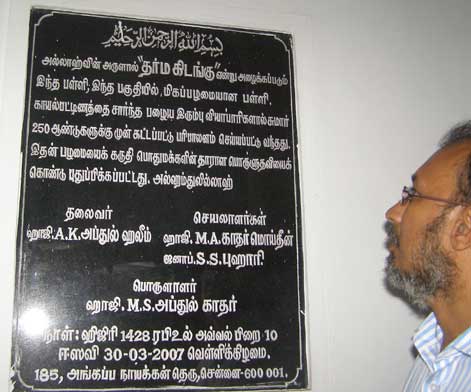 بسم الله الرحمن الرحيم
அல்லாஹ்வின் அருளால் "தர்மகிடங்கு" என்று அழைக்கப்படும்
இந்த பள்ளி, இந்த பகுதியில், மிகப்பழமையான பள்ளி.
காயல்பட்டினத்தை சார்ந்த பழைய இரும்பு வியாபாரிகளால் சுமார்
250 ஆண்டுகளுக்கு முன் கட்டப்பட்டு பரிபாலனம் செய்யப்பட்டு வந்தது.
இதன் பழமையைக் கருதி பொதுமக்களின் தாராள பொருளுதவியைக்
கொண்டு புதுப்பிக்கப்பட்டது. அல்ஹம்துலில்லாஹ்
தலைவர்
ஹாஜி.A.K.அப்துல் ஹலீம்
செயலாளர்கள்
ஹாஜி. M.A.காதர் மொய்தீன்
ஜனாப்.S.S.புஹாரி
பொருளாளர்
ஹாஜி. M.S.அப்துல் காதர்
நாள்: ஹிஜிரி 1428 ரபிஉல் அவ்வல் பிறை 10
ஈஸவி 30-03-2007 வெள்ளிக்கிழமை,
185, அங்கப்ப நாயக்கன் தெரு,சென்னை-600 001.